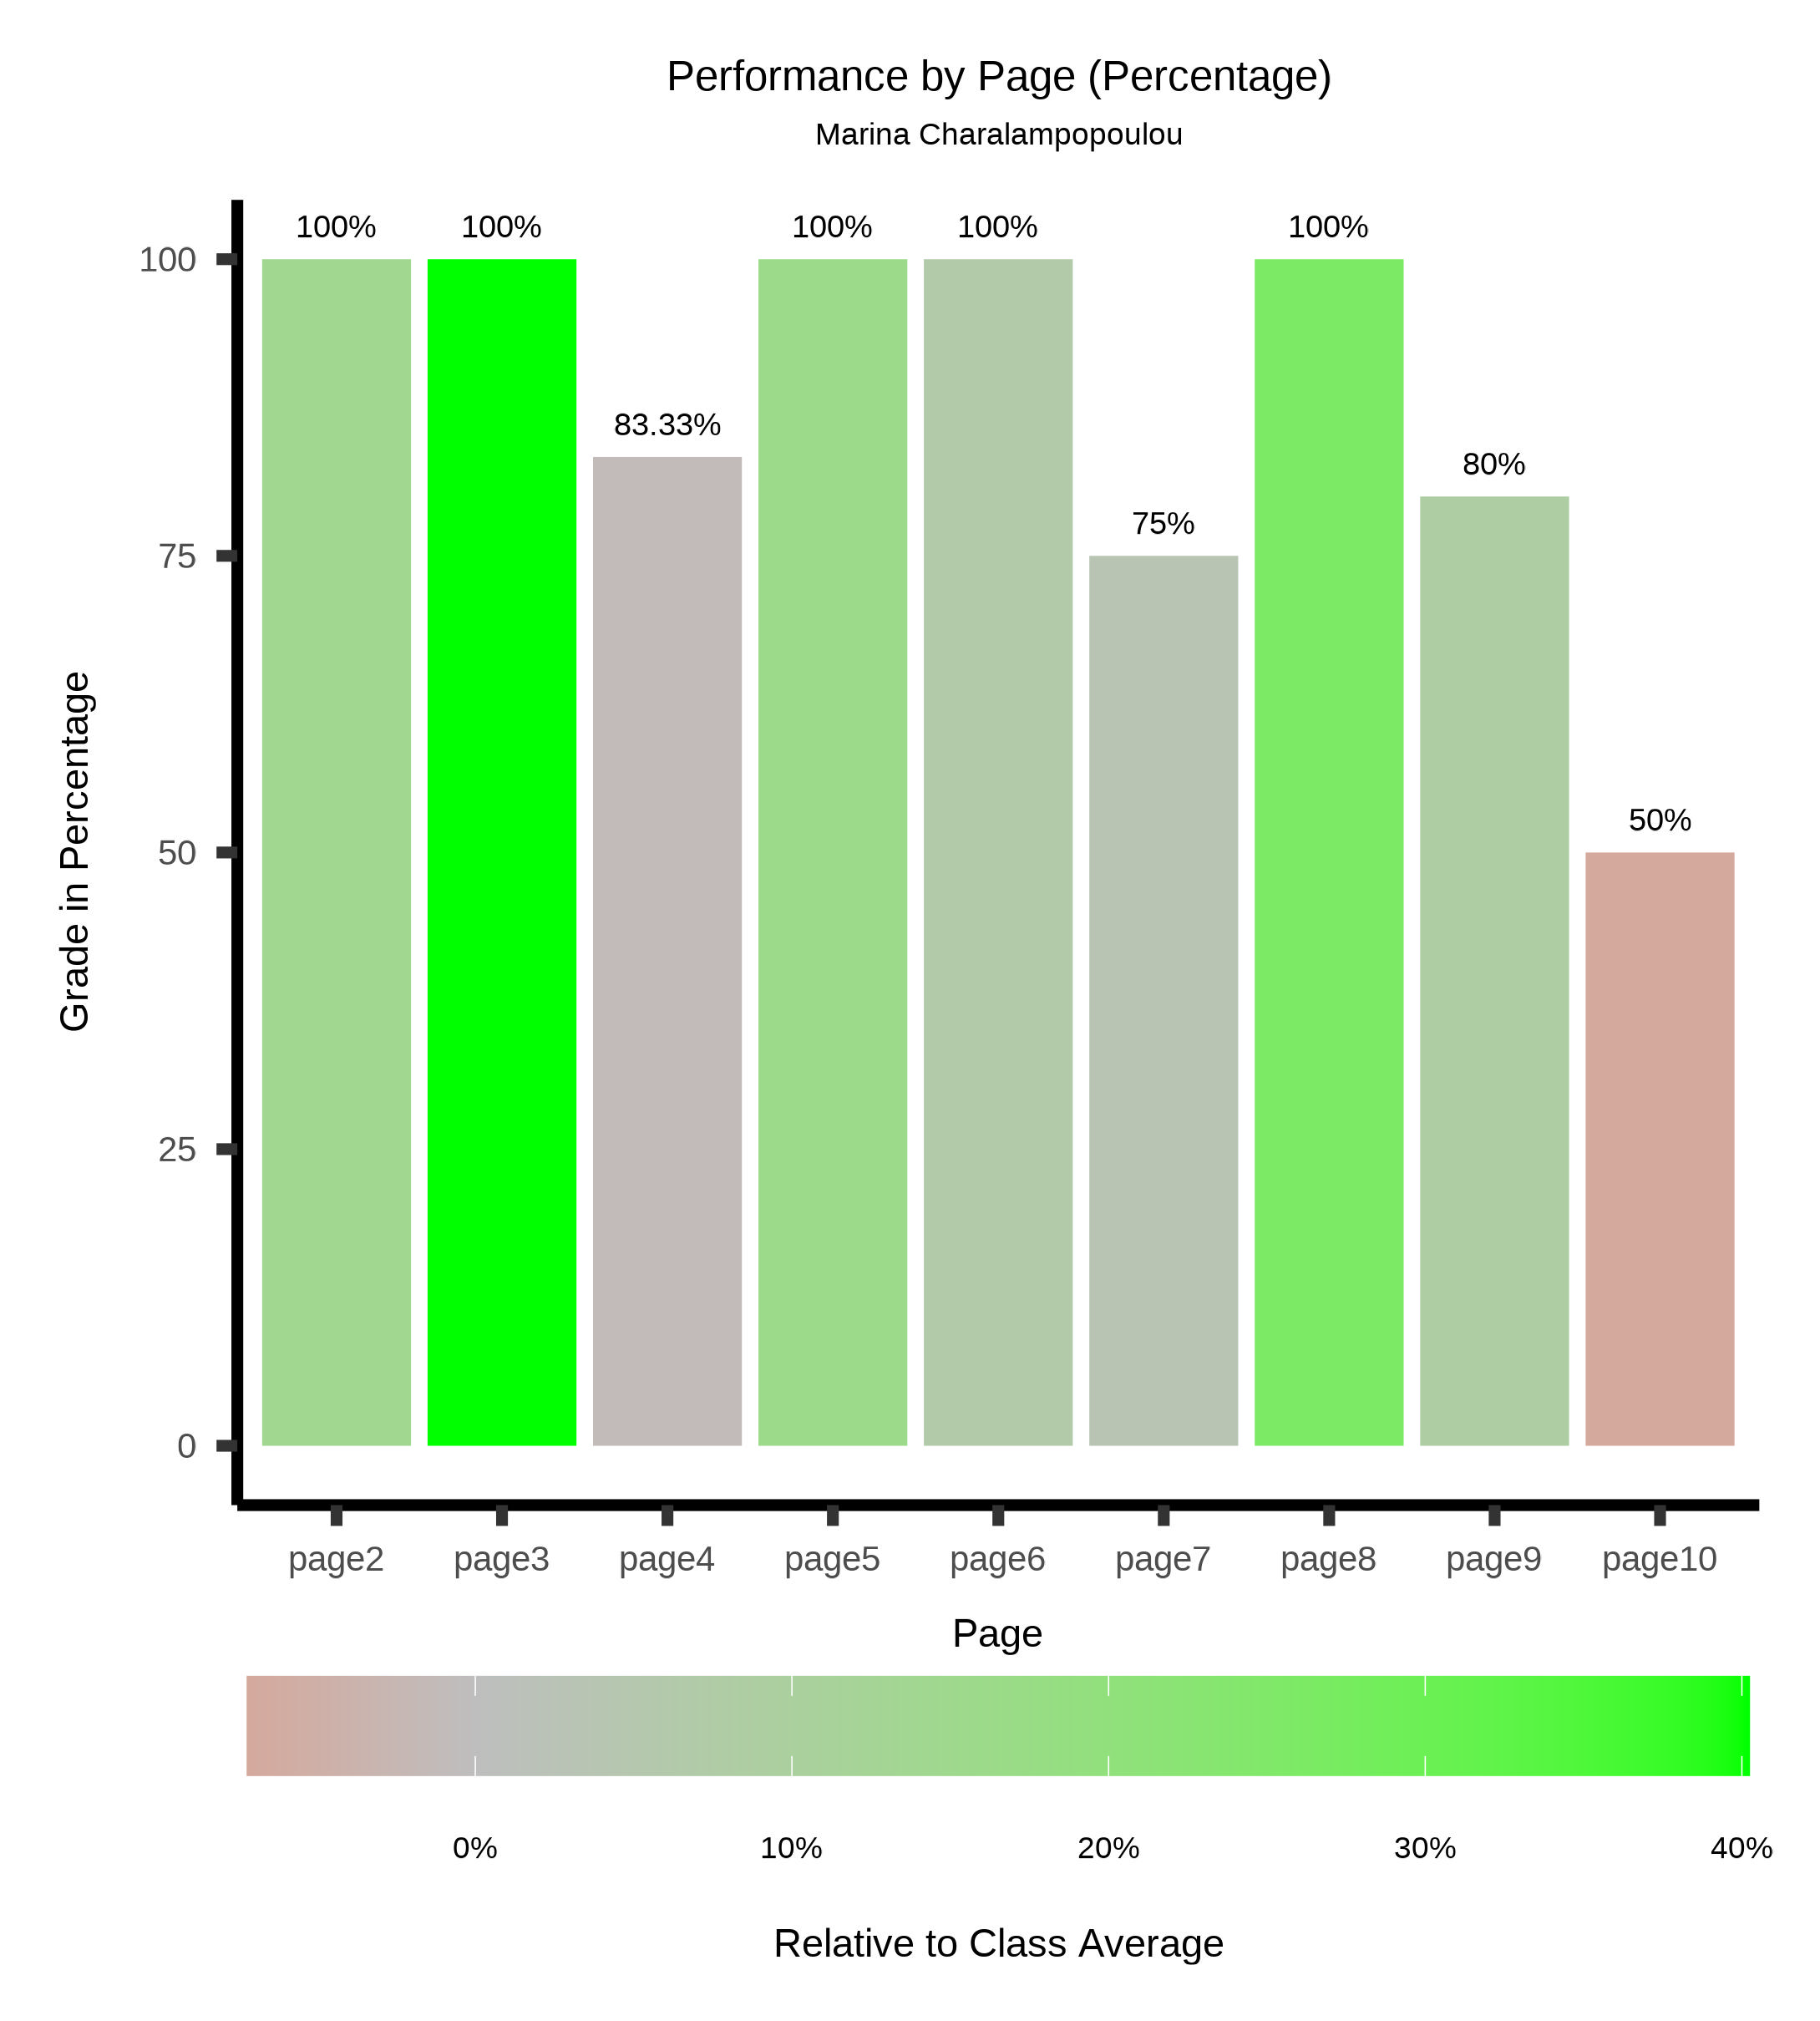 Performance by Page (Percentage)
Marina Charalampopoulou
100% 100% 100% 100% 100%
100
83.33%
80%
75%
75
50%
50
25
0
Grade in Percentage
page2 page3 page4 page5 page6 page7 page8 page9 page10
Page
0% 10% 20% 30% 40%
Relative to Class Average